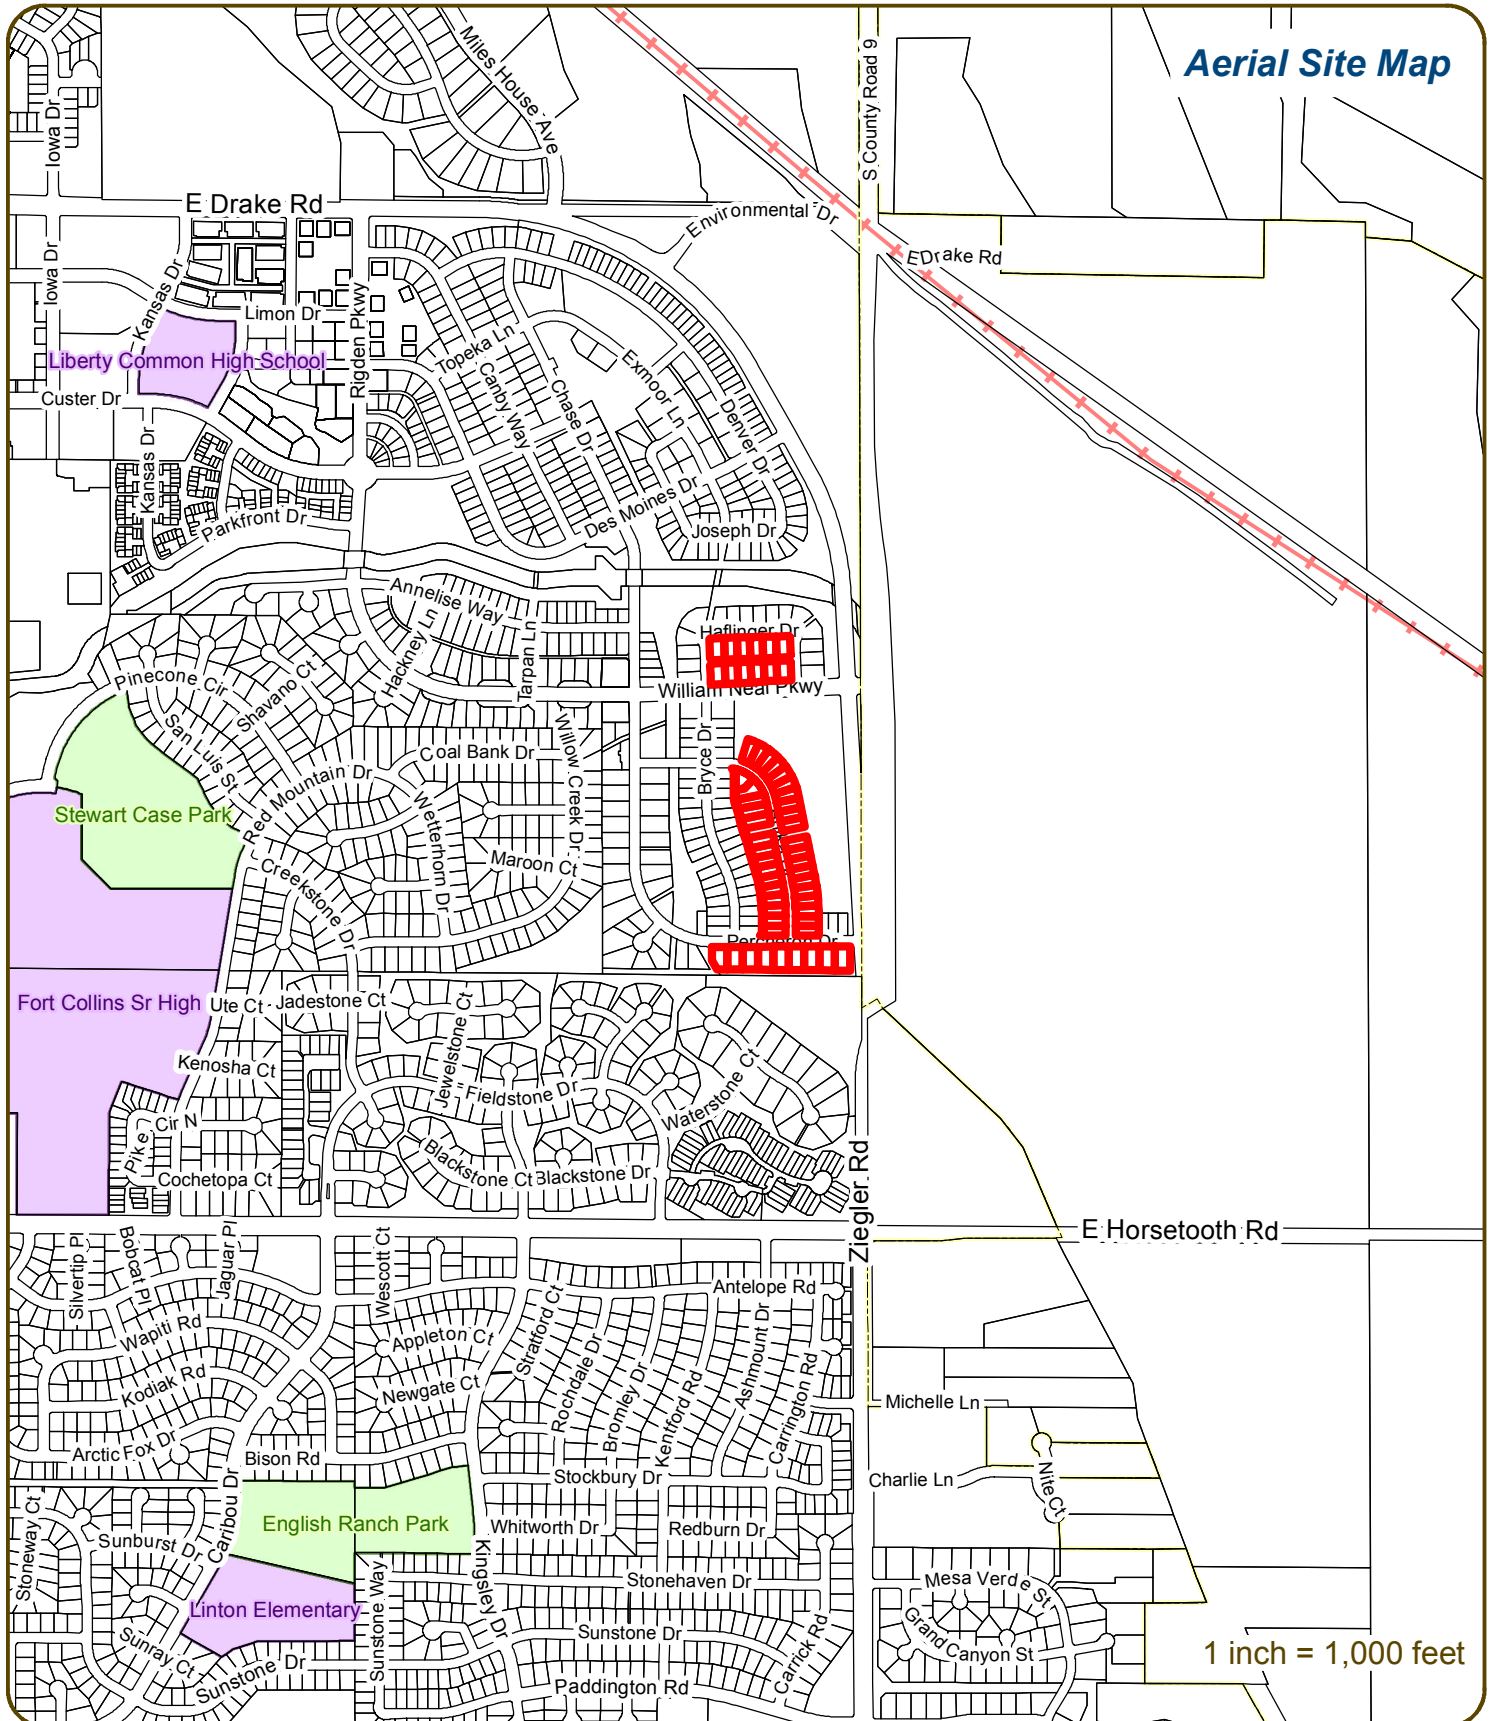 Aerial Site Map
Miles House Ave
S County Road 9
Iowa Dr
E Drake Rd
Environmental Dr
E Drake Rd
Iowa Dr
Kansas Dr
Limon Dr
Rigden Pkwy
Topeka Ln
Liberty Common High School
Exmoor Ln
Canby Way
Chase Dr
Custer Dr
Denver Dr
Kansas Dr
Des Moines Dr
Parkfront Dr
Joseph Dr
Annelise Way
Hackney Ln
Tarpan Ln
Haflinger Dr
Pinecone Cir
Shavano Ct
William Neal Pkwy
San Luis St
Coal Bank Dr
Willow Creek Dr
Bryce Dr
Red Mountain Dr
Stewart Case Park
Wetterhorn Dr
Maroon Ct
Creekstone Dr
Percheron Dr
Fort Collins Sr High
Ute Ct
Jadestone Ct
Jewelstone Ct
Kenosha Ct
Fieldstone Dr
Waterstone Ct
Pike Cir N
Blackstone Ct
Blackstone Dr
Cochetopa Ct
Ziegler Rd
E Horsetooth Rd
Silvertip Pl
Bobcat Pl
Jaguar Pl
Wescott Ct
Antelope Rd
Wapiti Rd
Appleton Ct
Stratford Ct
Rochdale Dr
Bromley Dr
Kentford Rd
Ashmount Dr
Carrington Rd
Kodiak Rd
Newgate Ct
Michelle Ln
Arctic Fox Dr
Bison Rd
Stockbury Dr
Charlie Ln
Nite Ct
Caribou Dr
Stoneway Ct
English Ranch Park
Whitworth Dr
Redburn Dr
Sunburst Dr
Kingsley Dr
Sunstone Way
Stonehaven Dr
Mesa Verde St
Linton Elementary
Grand Canyon St
Sunray Ct
Sunstone Dr
Sunstone Dr
Carrick Rd
Paddington Rd
1 inch = 1,000 feet